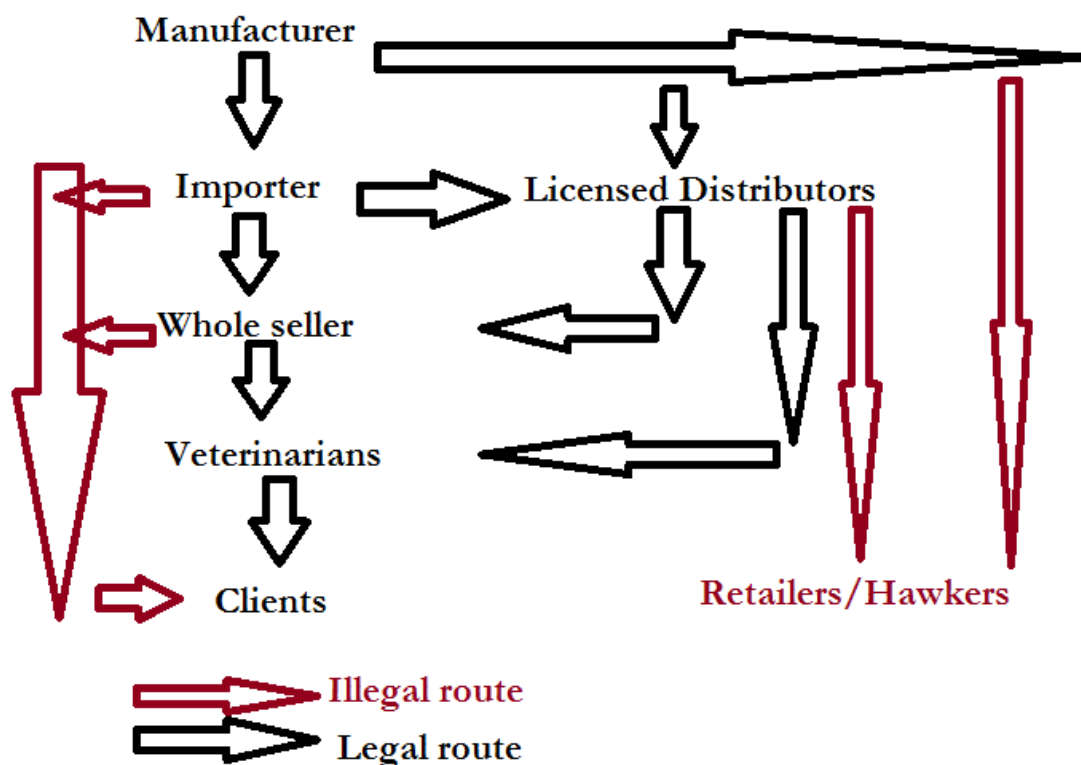 Manufacturer
Importer
Licensed Distributors
Whole seller
Veterinarians
Clients
Retailers/Hawkers
Illegal route
Legal route